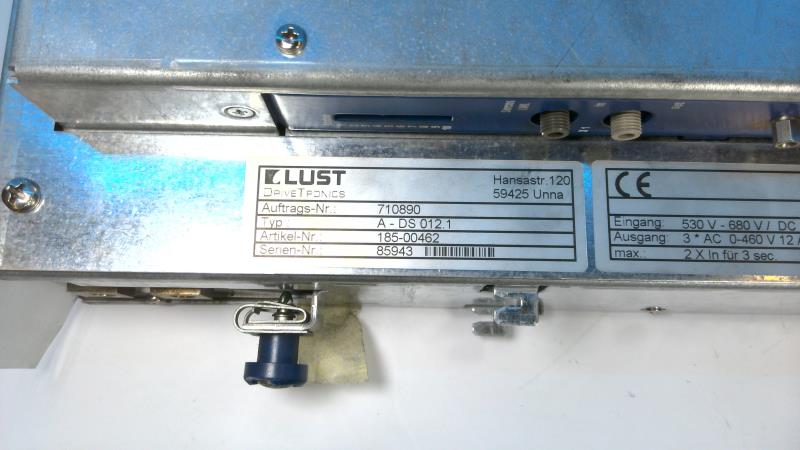 LUST
DRIVETRONICS
Hansastr.120
59425 Unna
Auftrags-Nr.: 710890
Typ : A - DS 012.1
Artikel-Nr.: 185-00462
Serien-Nr.: 85943
CE
Eingang: 530 V - 680 V / DC
Ausgang: 3 * AC 0-460 V 12
max.: 2 X In für 3 sec.